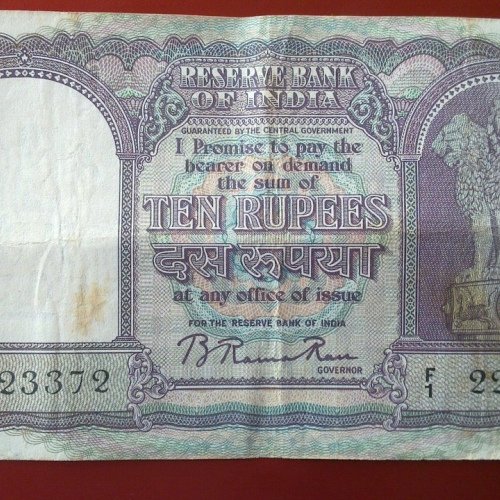 RESERVE BANK
OF INDIA
GUARANTEED BY THE CENTRAL GOVERNMENT
I Promise to pay the
bearer on demand
the sum of
TEN RUPEES
दस रूपया
at any office of issue
FOR THE RESERVE BANK OF INDIA
B Rama Rau
GOVERNOR
23372
F/1 29